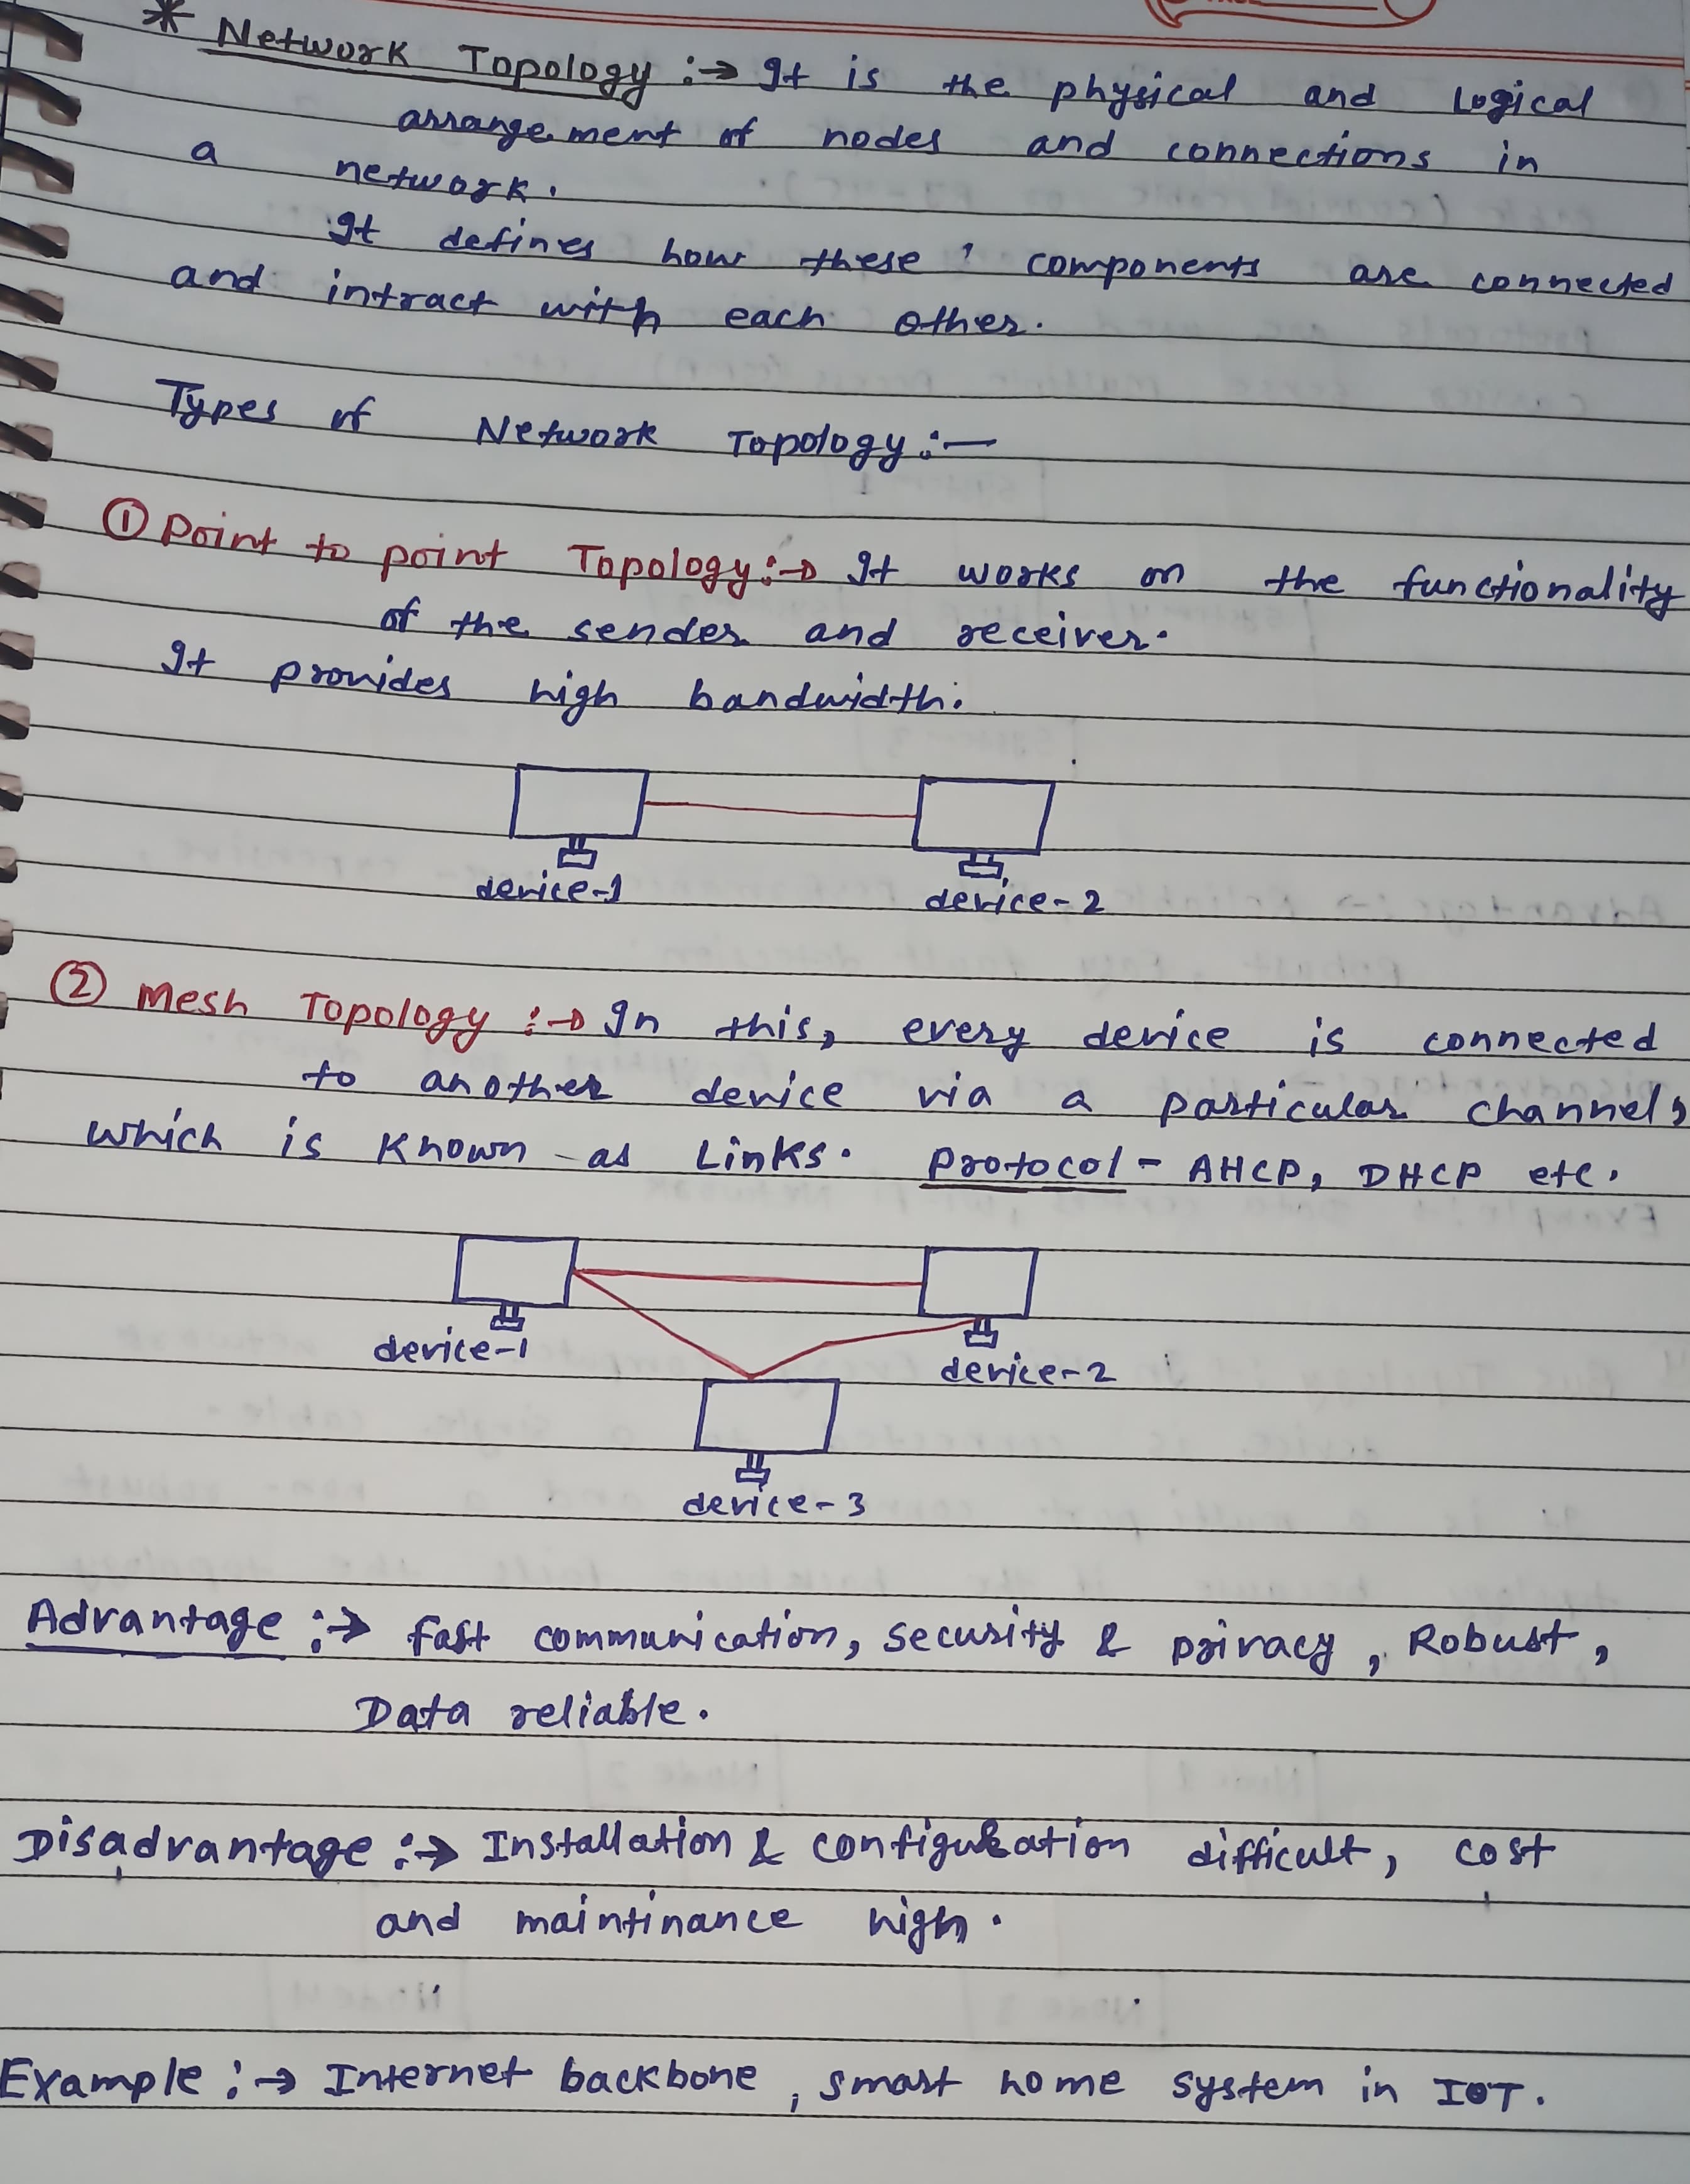 * Network Topology :→ It is the physical and Logical
arrangement of nodes and connections in
a network.
It defines how these components are connected
and intract with each other.
Types of Network Topology :—
① Point to point Topology :→ It works on the functionality
of the sender and receiver.
It provides high bandwidth.
device-1
device-2
② Mesh Topology :→ In this, every device is connected
to another device via a particular channel,
which is known as Links. Protocol - AHCP, DHCP etc.
device-1
device-2
device-3
Advantage :→ fast communication, security & privacy, Robust,
Data reliable.
Disadvantage :→ Installation & configuration difficult, cost
and maintinance high.
Example :→ Internet backbone, smart home system in IOT.